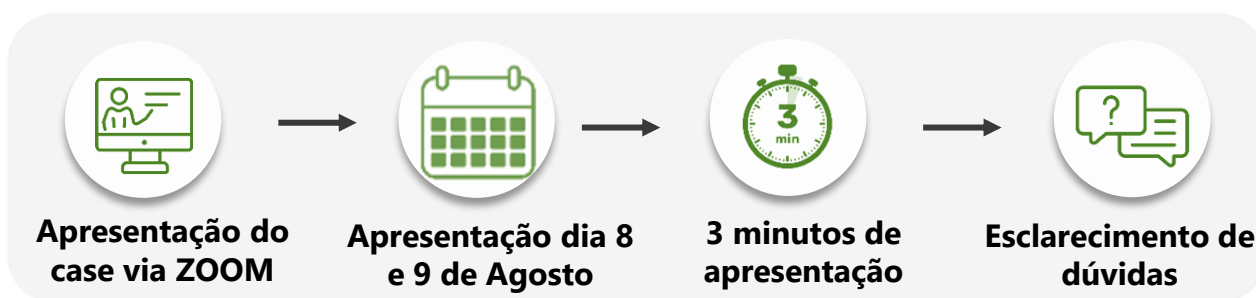 3
min
?
Apresentação do
case via ZOOM
Apresentação dia 8
e 9 de Agosto
3 minutos de
apresentação
Esclarecimento de
dúvidas